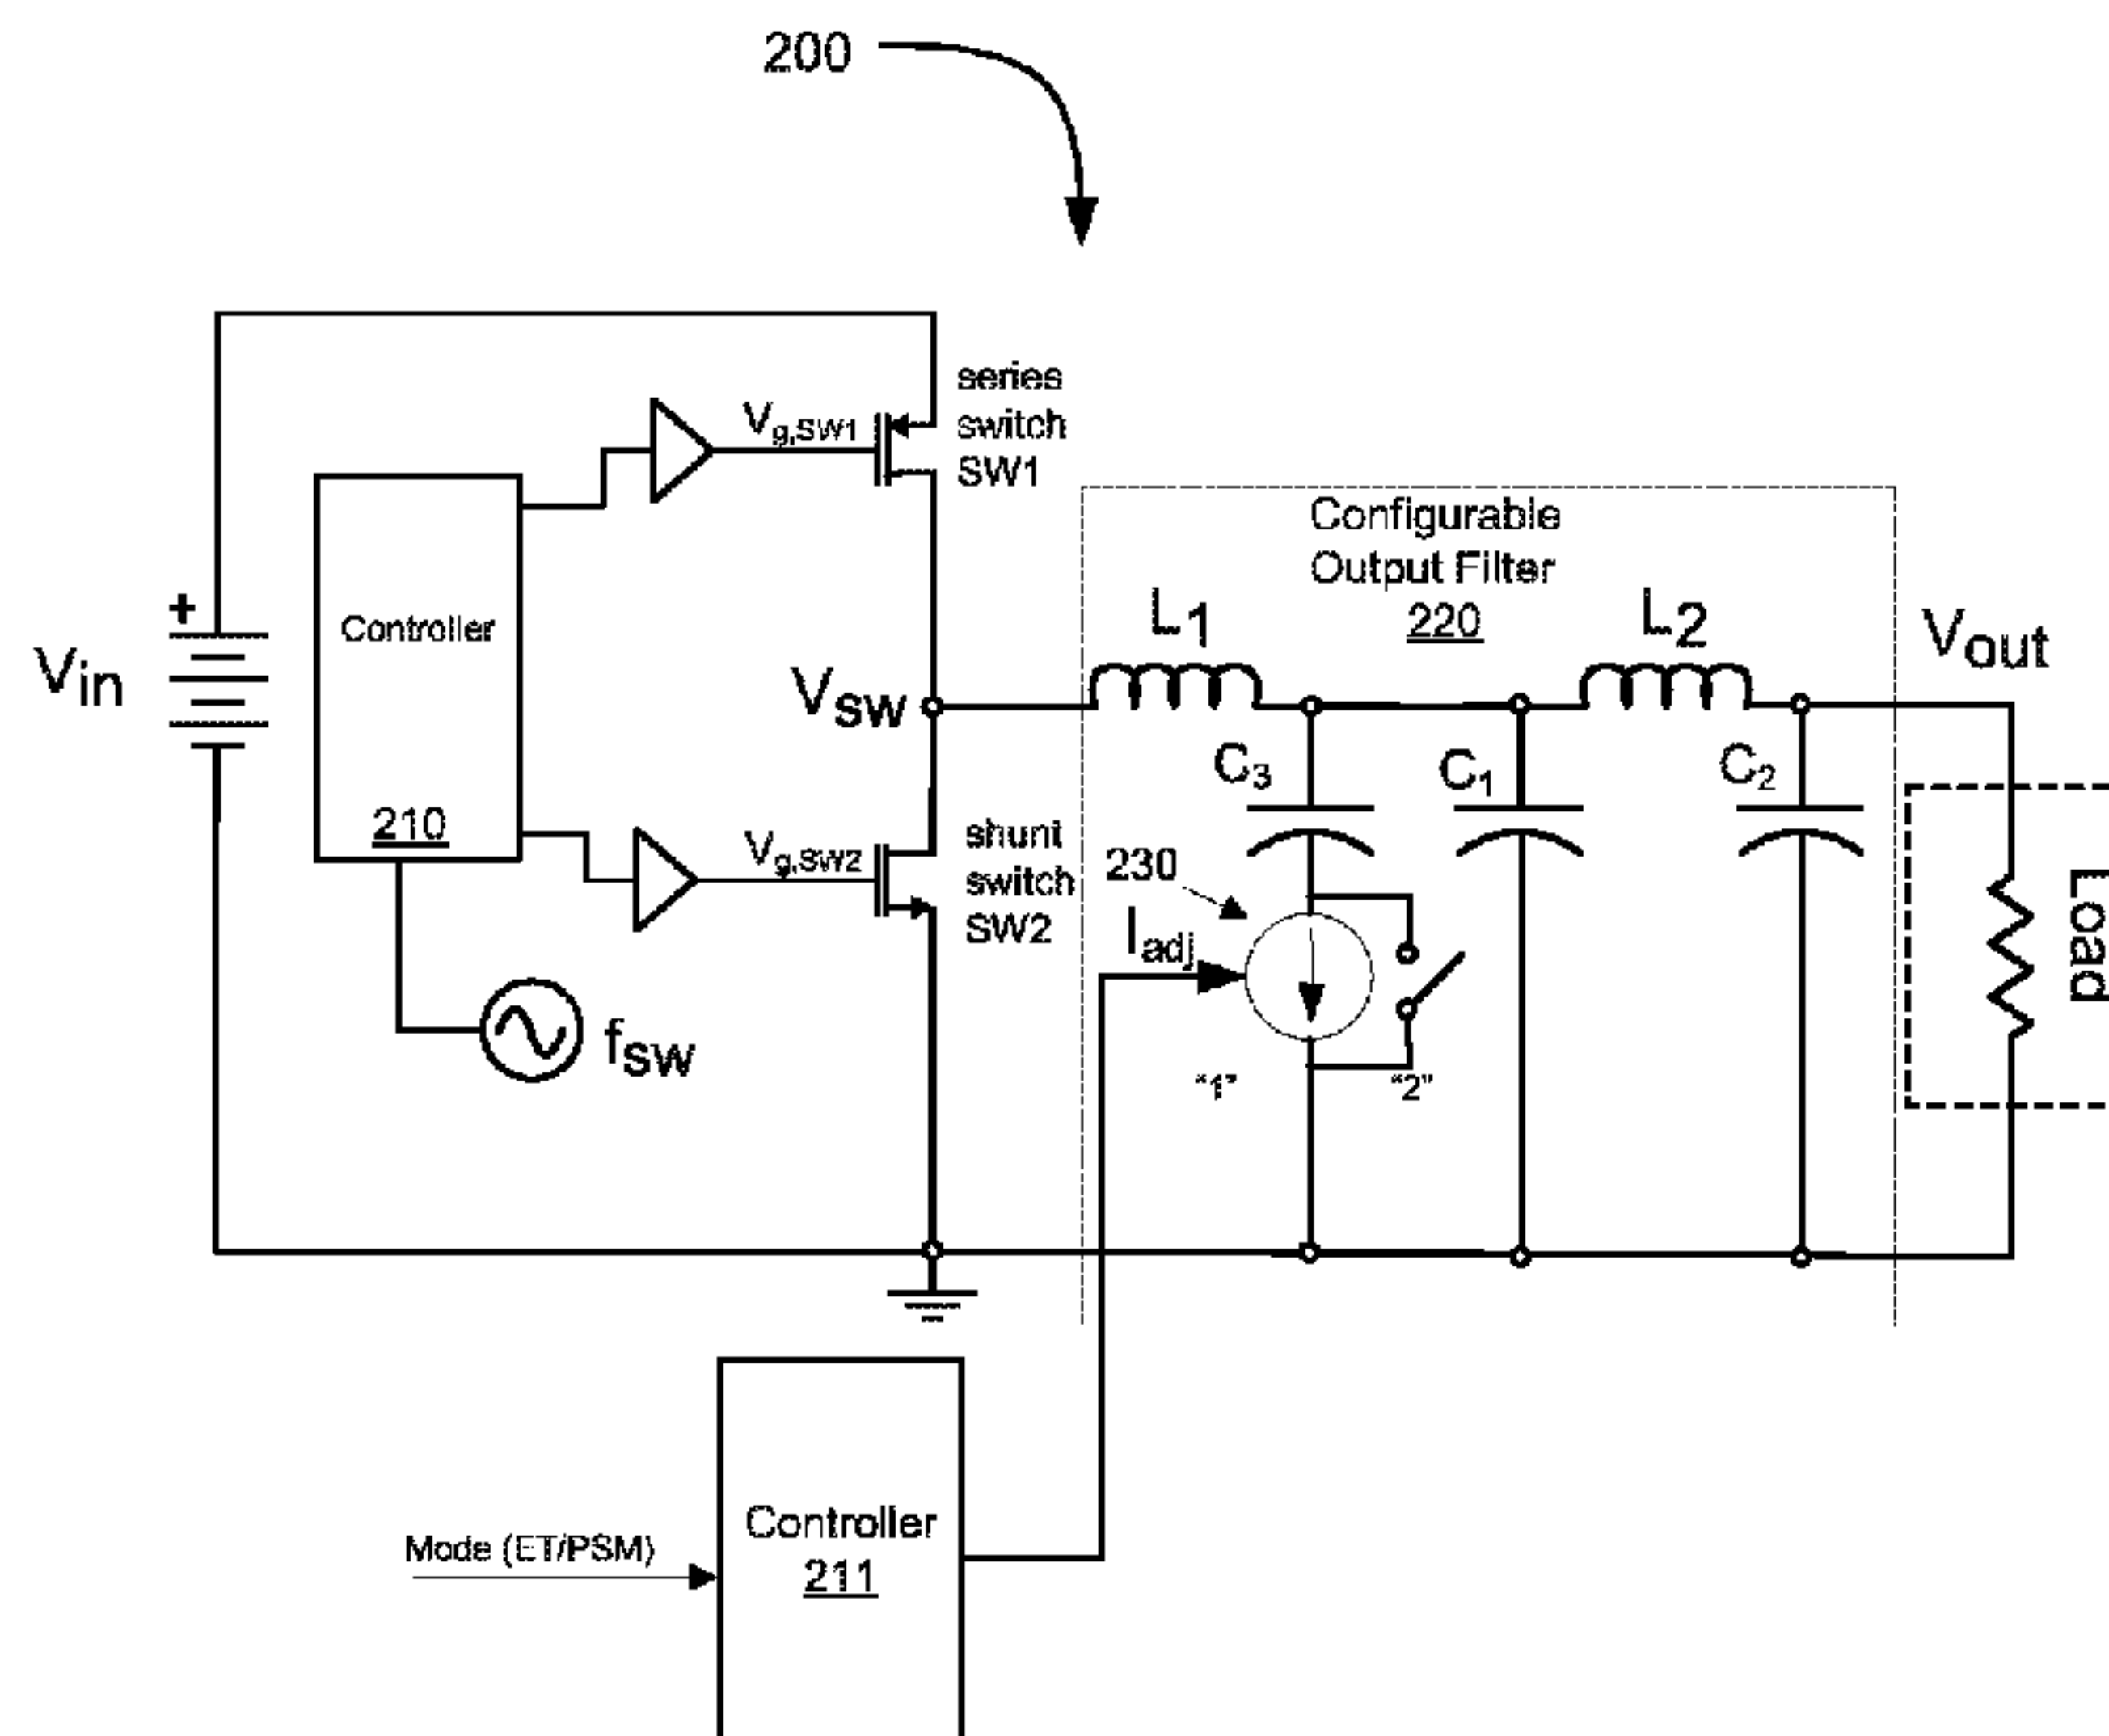 200
series
switch
SW1
Vg,SW1
Configurable
Output Filter
220
L1
L2
Vout
+
Vin
Controller
210
Vsw
C3
C1
C2
Vg,SW2
shunt
switch
SW2
230
Iadj
Load
fsw
"1"
"2"
Mode (ET/PSM)
Controller
211